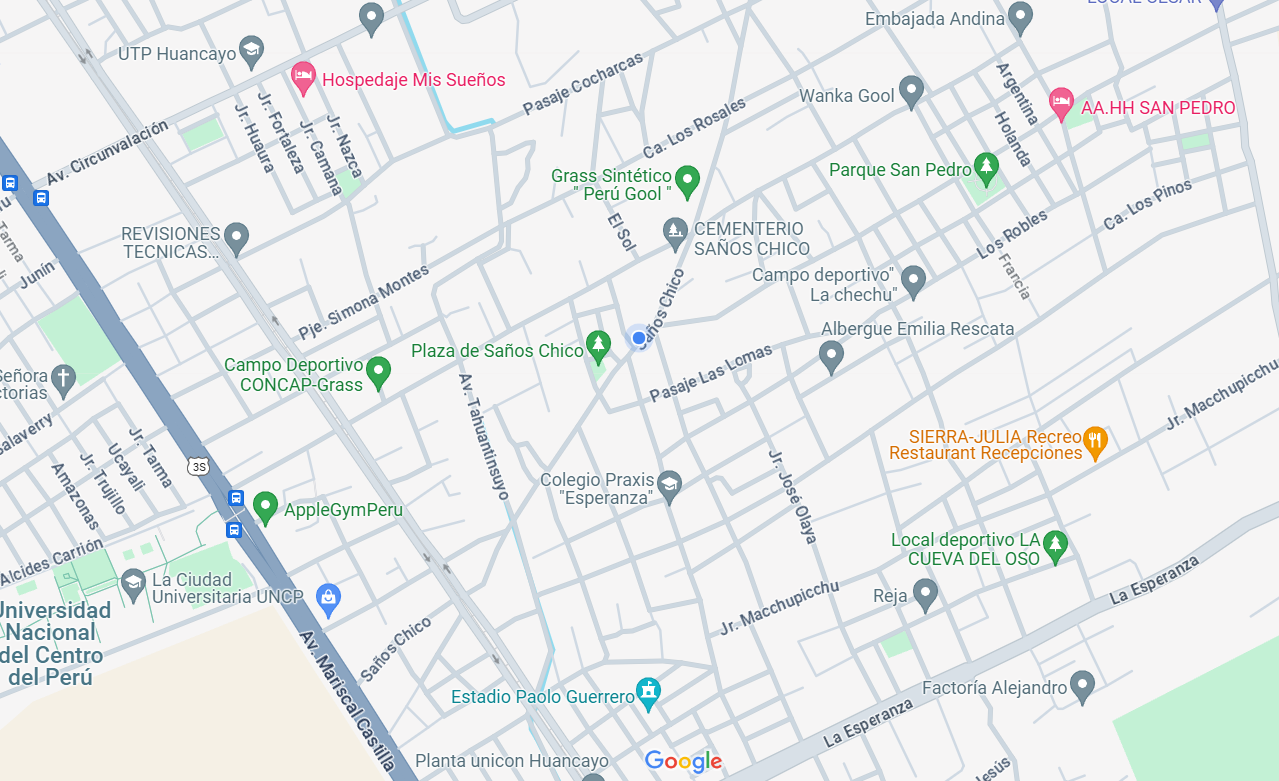 LOCAL CESAR
Embajada Andina
UTP Huancayo
Hospedaje Mis Sueños
Pasaje Cocharcas
Wanka Gool
Argentina
AA.HH SAN PEDRO
Jr. Huaura
Jr. Fortaleza
Jr. Camana
Jr. Nazca
Ca. Los Rosales
Holanda
Av. Circunvalación
Grass Sintético
" Perú Gool "
Parque San Pedro
Ca. Los Pinos
Tarma
El Sol
REVISIONES
TECNICAS...
CEMENTERIO
SAÑOS CHICO
Los Robles
Junín
Pje. Simona Montes
Saños Chico
Campo deportivo"
La chechu"
Francia
Albergue Emilia Rescata
Plaza de Saños Chico
Campo Deportivo
CONCAP-Grass
Pasaje Las Lomas
Señora
ctorias
Av. Tahuantinsuyo
Jr. Macchupicchu
Salaverry
Jr. Tarma
Ucayali
Jr. Trujillo
Amazonas
3S
SIERRA-JULIA Recreo
Restaurant Recepciones
Jr. José Olaya
Colegio Praxis
"Esperanza"
AppleGymPeru
Alcides Carrión
Local deportivo LA
CUEVA DEL OSO
La Ciudad
Universitaria UNCP
La Esperanza
Reja
Jr. Macchupicchu
Universidad
Nacional
del Centro
del Perú
Saños Chico
Av. Mariscal Castilla
Estadio Paolo Guerrero
Factoría Alejandro
La Esperanza
Planta unicon Huancayo
Google
Jesús